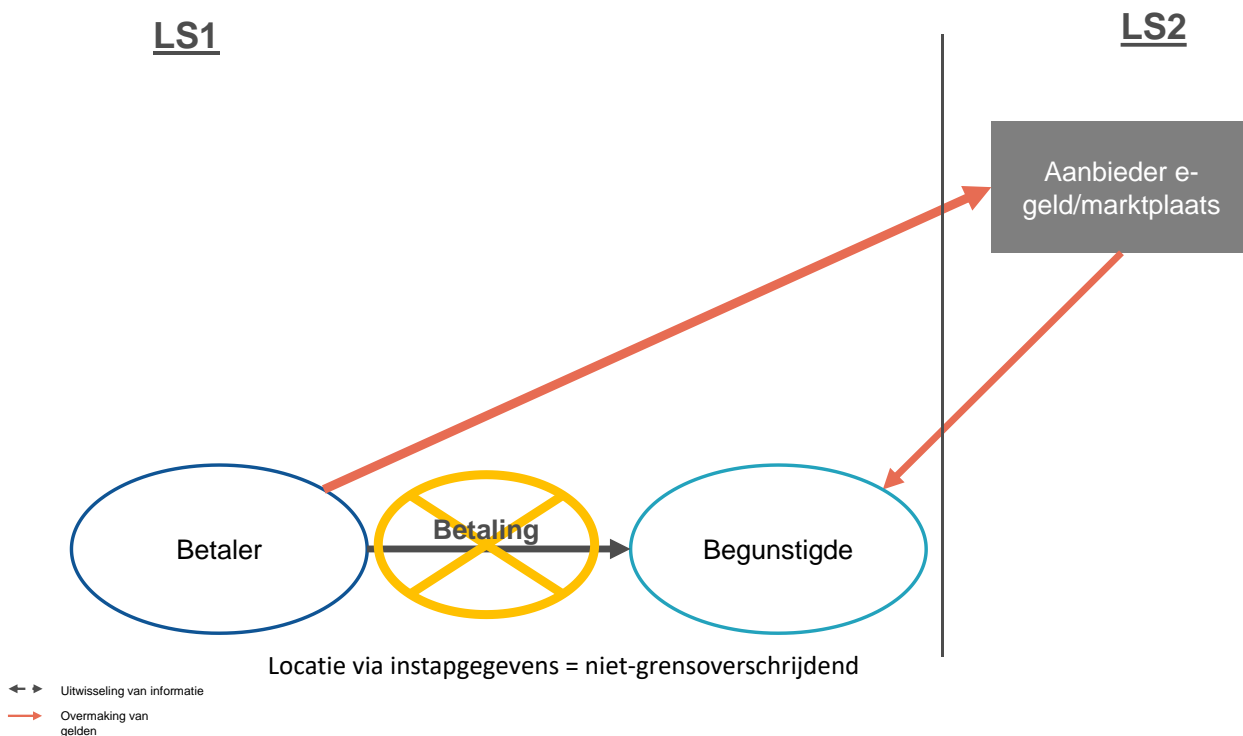 LS1
LS2
Aanbieder e-
geld/marktplaats
Betaling
Betaler
Begunstigde
Locatie via instapgegevens = niet-grensoverschrijdend
Uitwisseling van informatie
Overmaking van
gelden